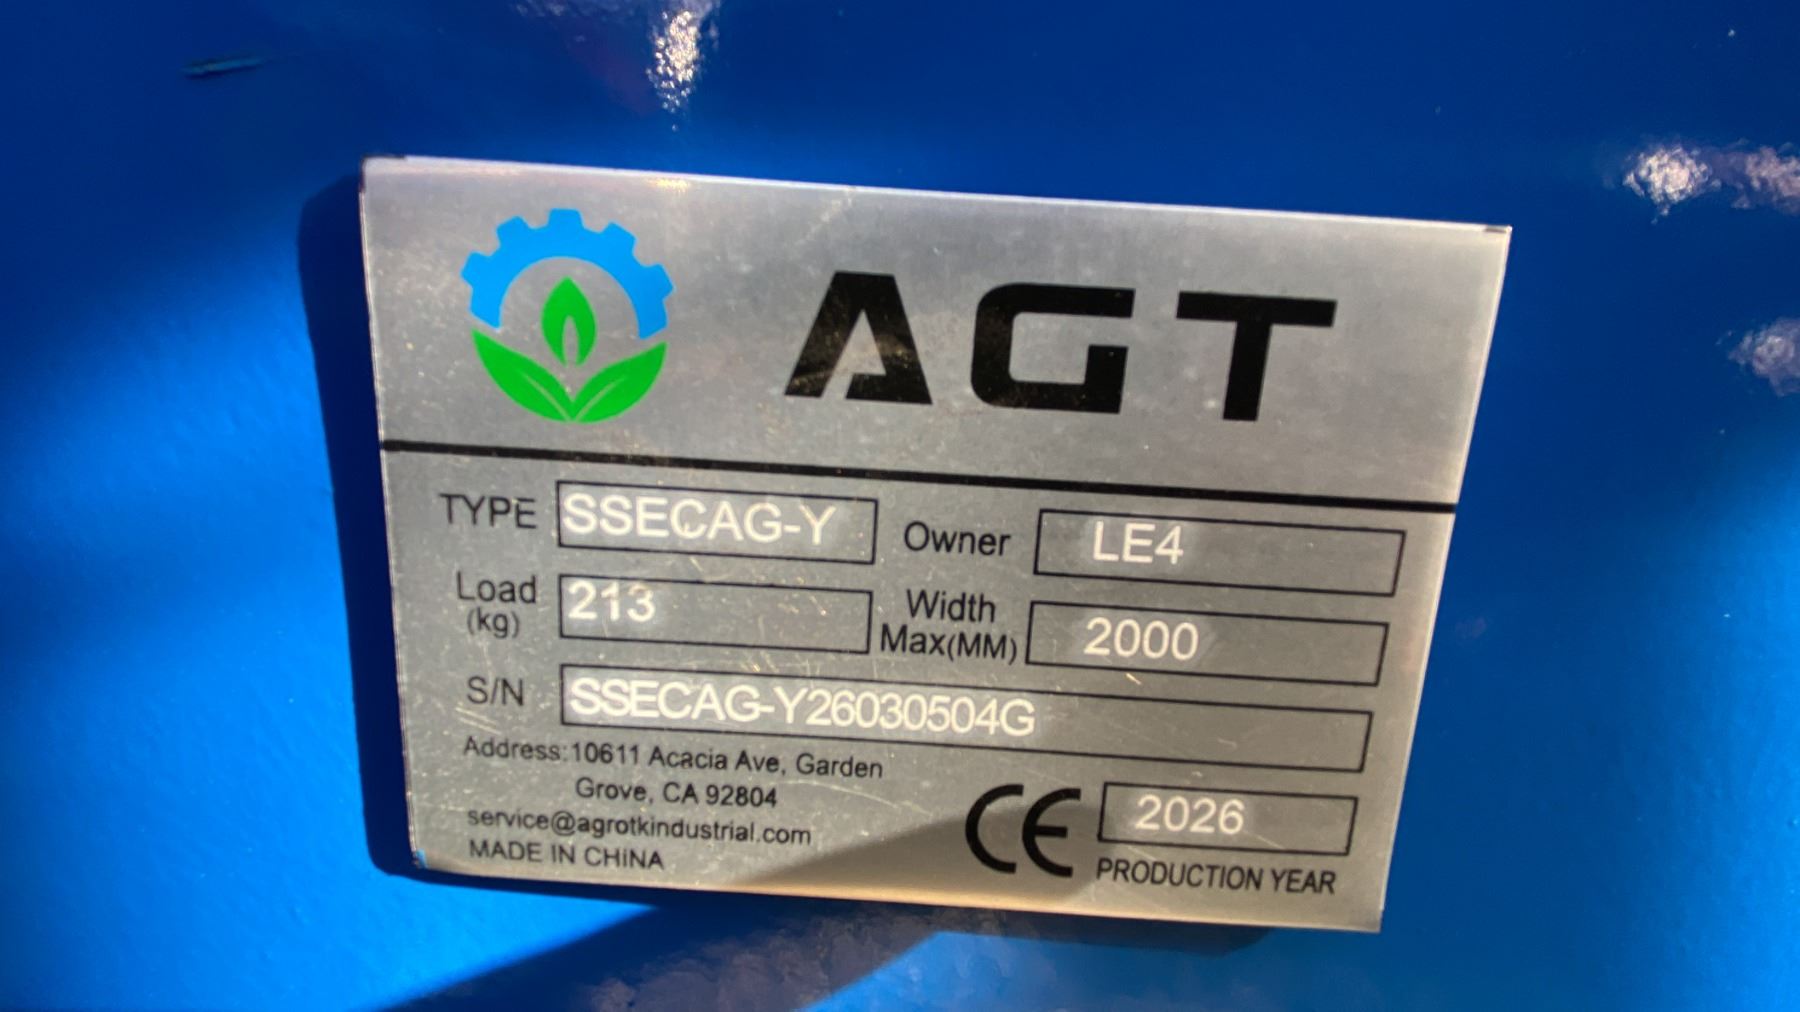 AGT
TYPE SSECAG-Y Owner LE4
Load (kg) 213 Width Max(MM) 2000
S/N SSECAG-Y26030504G
Address:10611 Acacia Ave, Garden
Grove, CA 92804
service@agrotkindustrial.com
MADE IN CHINA
CE 2026
PRODUCTION YEAR